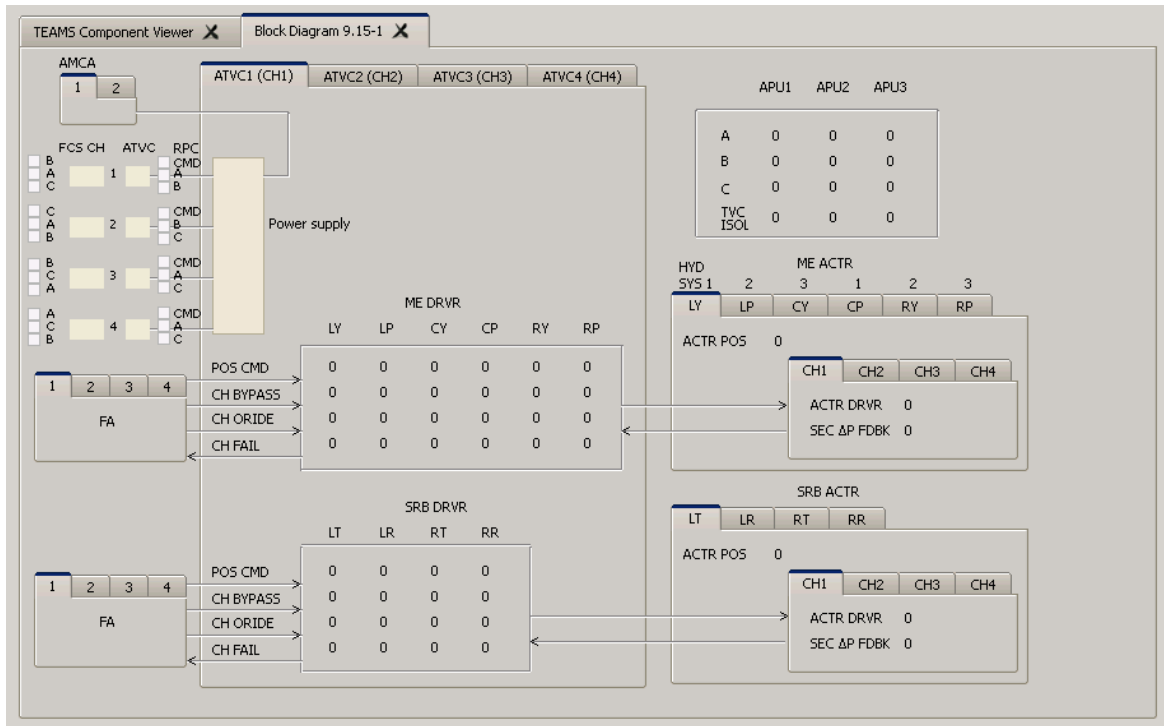 TEAMS Component Viewer X Block Diagram 9.15-1 X
AMCA
1 2
ATVC1 (CH1) ATVC2 (CH2) ATVC3 (CH3) ATVC4 (CH4)
FCS CH ATVC RPC
B CMD
A 1 A
C B
C CMD
A 2 B
B C
B CMD
C 3 A
A C
A CMD
C 4 A
B C
Power supply
APU1 APU2 APU3
A 0 0 0
B 0 0 0
C 0 0 0
TVC
ISOL 0 0 0
ME DRVR
LY LP CY CP RY RP
POS CMD 0 0 0 0 0 0
CH BYPASS 0 0 0 0 0 0
CH ORIDE 0 0 0 0 0 0
CH FAIL 0 0 0 0 0 0
1 2 3 4
FA
HYD ME ACTR
SYS 1 2 3 1 2 3
LY LP CY CP RY RP
ACTR POS 0
CH1 CH2 CH3 CH4
ACTR DRVR 0
SEC ΔP FDBK 0
SRB DRVR
LT LR RT RR
POS CMD 0 0 0 0
CH BYPASS 0 0 0 0
CH ORIDE 0 0 0 0
CH FAIL 0 0 0 0
1 2 3 4
FA
SRB ACTR
LT LR RT RR
ACTR POS 0
CH1 CH2 CH3 CH4
ACTR DRVR 0
SEC ΔP FDBK 0